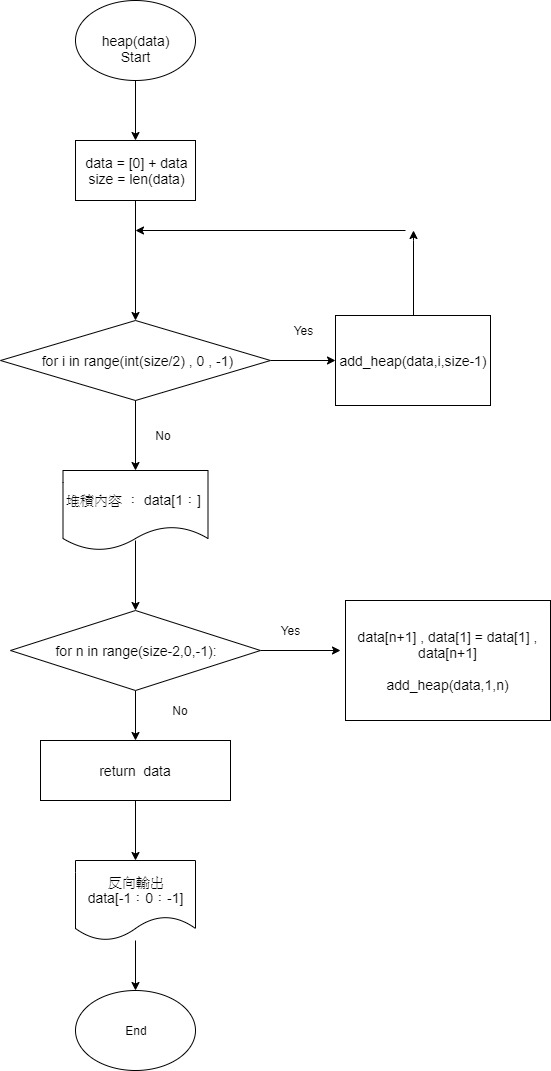 heap(data)
Start
data = [0] + data
size = len(data)
for i in range(int(size/2) , 0 , -1)
Yes
add_heap(data,i,size-1)
No
堆積內容 ： data[1：]
for n in range(size-2,0,-1):
Yes
data[n+1] , data[1] = data[1] ,
data[n+1]
add_heap(data,1,n)
No
return  data
反向輸出
data[-1：0：-1]
End